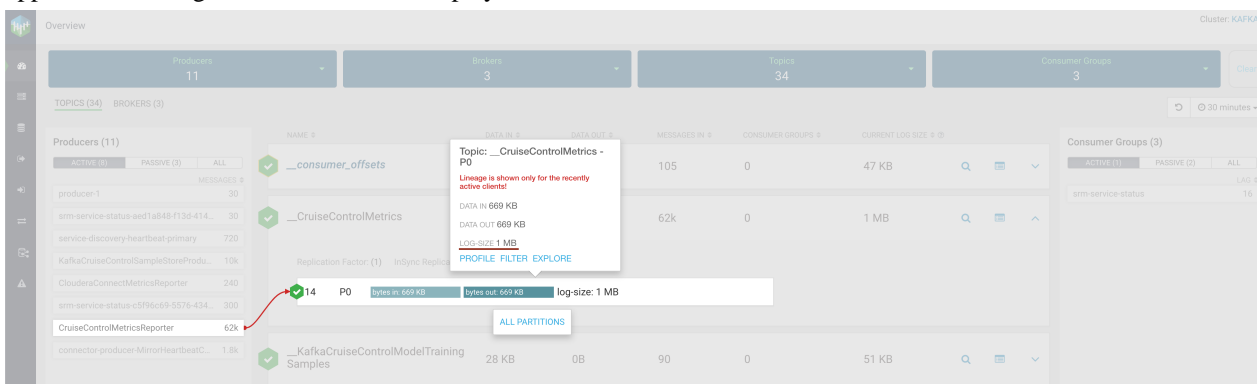 Overview
Cluster: KAFKA
Producers
11
Brokers
3
Topics
34
Consumer Groups
3
Clear
TOPICS (34) BROKERS (3)
30 minutes
Producers (11)
ACTIVE (8) PASSIVE (3) ALL
MESSAGES
producer-1 30
srm-service-status-aed1a848-f13d-414... 30
service-discovery-heartbeat-primary 720
KafkaCruiseControlSampleStoreProdu... 10k
ClouderaConnectMetricsReporter 240
srm-service-status-c5f96c69-5576-434... 300
CruiseControlMetricsReporter 62k
connector-producer-MirrorHeartbeatC... 1.8k
NAME DATA IN DATA OUT MESSAGES IN CONSUMER GROUPS CURRENT LOG SIZE
__consumer_offsets 105 0 47 KB
__CruiseControlMetrics 62k 0 1 MB
Topic: __CruiseControlMetrics -
P0
Lineage is shown only for the recently
active clients!
DATA IN 669 KB
DATA OUT 669 KB
LOG-SIZE 1 MB
PROFILE FILTER EXPLORE
Replication Factor: (1) InSync Replica
14 P0 bytes in: 669 KB bytes out: 669 KB log-size: 1 MB
ALL PARTITIONS
__KafkaCruiseControlModelTraining
Samples 28 KB 0B 90 0 51 KB
Consumer Groups (3)
ACTIVE (1) PASSIVE (2) ALL
LAG
srm-service-status 16